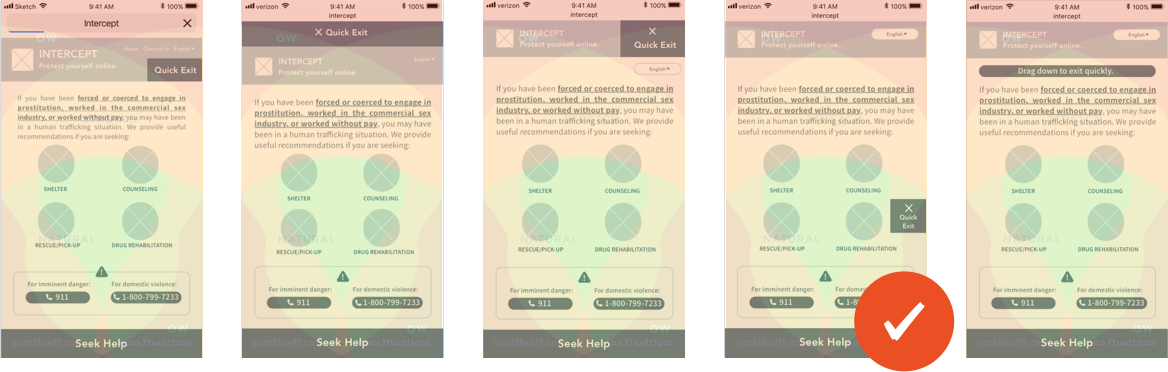 Sketch 9:41 AM 100%
Intercept
OW
INTERCEPT
Protect yourself online.
About Contact Us English
Quick Exit
If you have been forced or coerced to engage in
prostitution, worked in the commercial sex
industry, or worked without pay, you may have
been in a human trafficking situation. We provide useful
recommendations if you are seeking:
SHELTER COUNSELING
NATURAL
RESCUE/PICK-UP DRUG REHABILITATION
For imminent danger: For domestic violence:
911 1-800-799-7233
OW
Seek Help
verizon 9:41 AM 100%
intercept
OW
Quick Exit
INTERCEPT
Protect yourself online.
English
If you have been forced or coerced to engage in
prostitution, worked in the commercial sex
industry, or worked without pay, you may have
been in a human trafficking situation. We provide
useful recommendations if you are seeking:
SHELTER COUNSELING
NATURAL
RESCUE/PICK-UP DRUG REHABILITATION
For imminent danger: For domestic violence:
911 1-800-799-7233
OW
Seek Help
verizon 9:41 AM 100%
intercept
OW
INTERCEPT
Protect yourself online.
Quick Exit
English
If you have been forced or coerced to engage in
prostitution, worked in the commercial sex
industry, or worked without pay, you may have
been in a human trafficking situation. We provide
useful recommendations if you are seeking:
SHELTER COUNSELING
NATURAL
RESCUE/PICK-UP DRUG REHABILITATION
For imminent danger: For domestic violence:
911 1-800-799-7233
OW
Seek Help
verizon 9:41 AM 100%
intercept
OW
INTERCEPT
Protect yourself online.
English
If you have been forced or coerced to engage in
prostitution, worked in the commercial sex
industry, or worked without pay, you may have
been in a human trafficking situation. We provide
useful recommendations if you are seeking:
SHELTER COUNSELING
Quick
Exit
NATURAL
RESCUE/PICK-UP DRUG REHABILITATION
For imminent danger: For domestic violence:
911
Seek Help
verizon 9:41 AM 100%
intercept
OW
INTERCEPT
Protect yourself online.
English
Drag down to exit quickly.
If you have been forced or coerced to engage in
prostitution, worked in the commercial sex
industry, or worked without pay, you may have
been in a human trafficking situation. We provide
useful recommendations if you are seeking:
SHELTER COUNSELING
NATURAL
RESCUE/PICK-UP DRUG REHABILITATION
For imminent danger: For domestic violence:
911 1-800-799-7233
OW
Seek Help